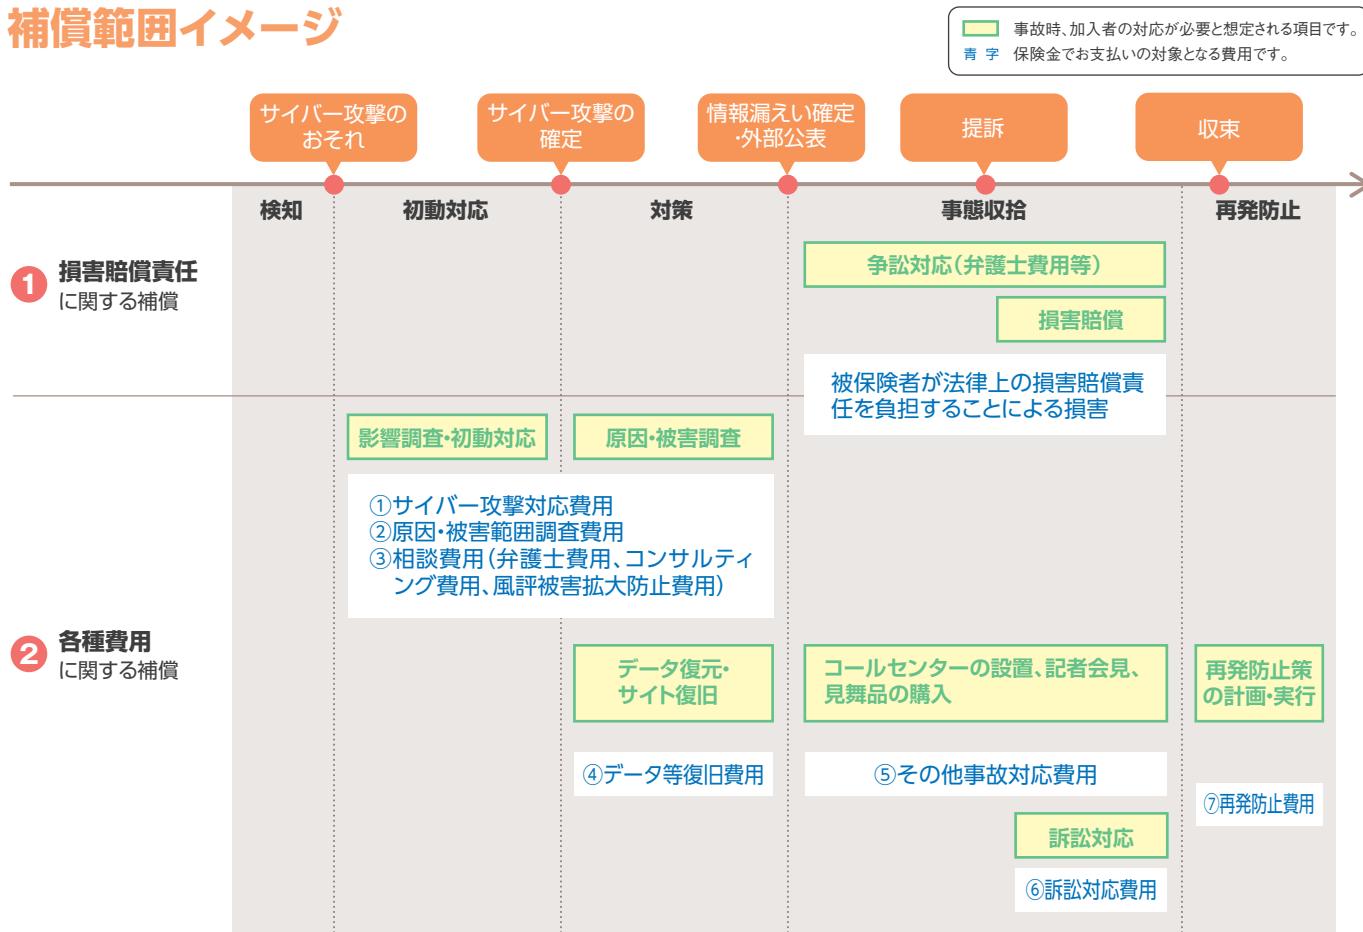 補償範囲イメージ
事故時、加入者の対応が必要と想定される項目です。
青字 保険金でお支払いの対象となる費用です。
サイバー攻撃の
おそれ
サイバー攻撃の
確定
情報漏えい確定
・外部公表
提訴
収束
検知
初動対応
対策
事態収拾
再発防止
1 損害賠償責任
に関する補償
争訟対応(弁護士費用等)
損害賠償
被保険者が法律上の損害賠償責
任を負担することによる損害
2 各種費用
に関する補償
影響調査・初動対応
原因・被害調査
①サイバー攻撃対応費用
②原因・被害範囲調査費用
③相談費用(弁護士費用、コンサルティ
ング費用、風評被害拡大防止費用)
データ復元・
サイト復旧
コールセンターの設置、記者会見、
見舞品の購入
再発防止策
の計画・実行
④データ等復旧費用
⑤その他事故対応費用
⑦再発防止費用
訴訟対応
⑥訴訟対応費用